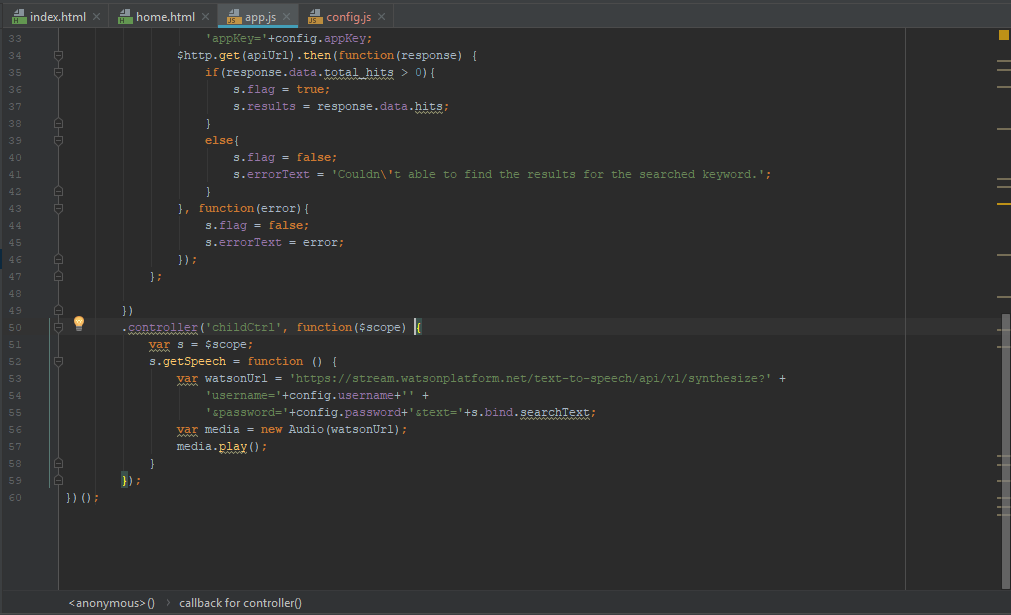 index.html home.html app.js config.js
33 'appKey='+config.appKey;
34 $http.get(apiUrl).then(function(response) {
35 if(response.data.total_hits > 0){
36 s.flag = true;
37 s.results = response.data.hits;
38 }
39 else{
40 s.flag = false;
41 s.errorText = 'Couldn\'t able to find the results for the searched keyword.';
42 }
43 }, function(error){
44 s.flag = false;
45 s.errorText = error;
46 });
47 };
48
49 })
50 .controller('childCtrl', function($scope) {
51 var s = $scope;
52 s.getSpeech = function () {
53 var watsonUrl = 'https://stream.watsonplatform.net/text-to-speech/api/v1/synthesize?' +
54 'username='+config.username+'' +
55 '&password='+config.password+'&text='+s.bind.searchText;
56 var media = new Audio(watsonUrl);
57 media.play();
58 }
59 });
60 })();
<anonymous>() callback for controller()